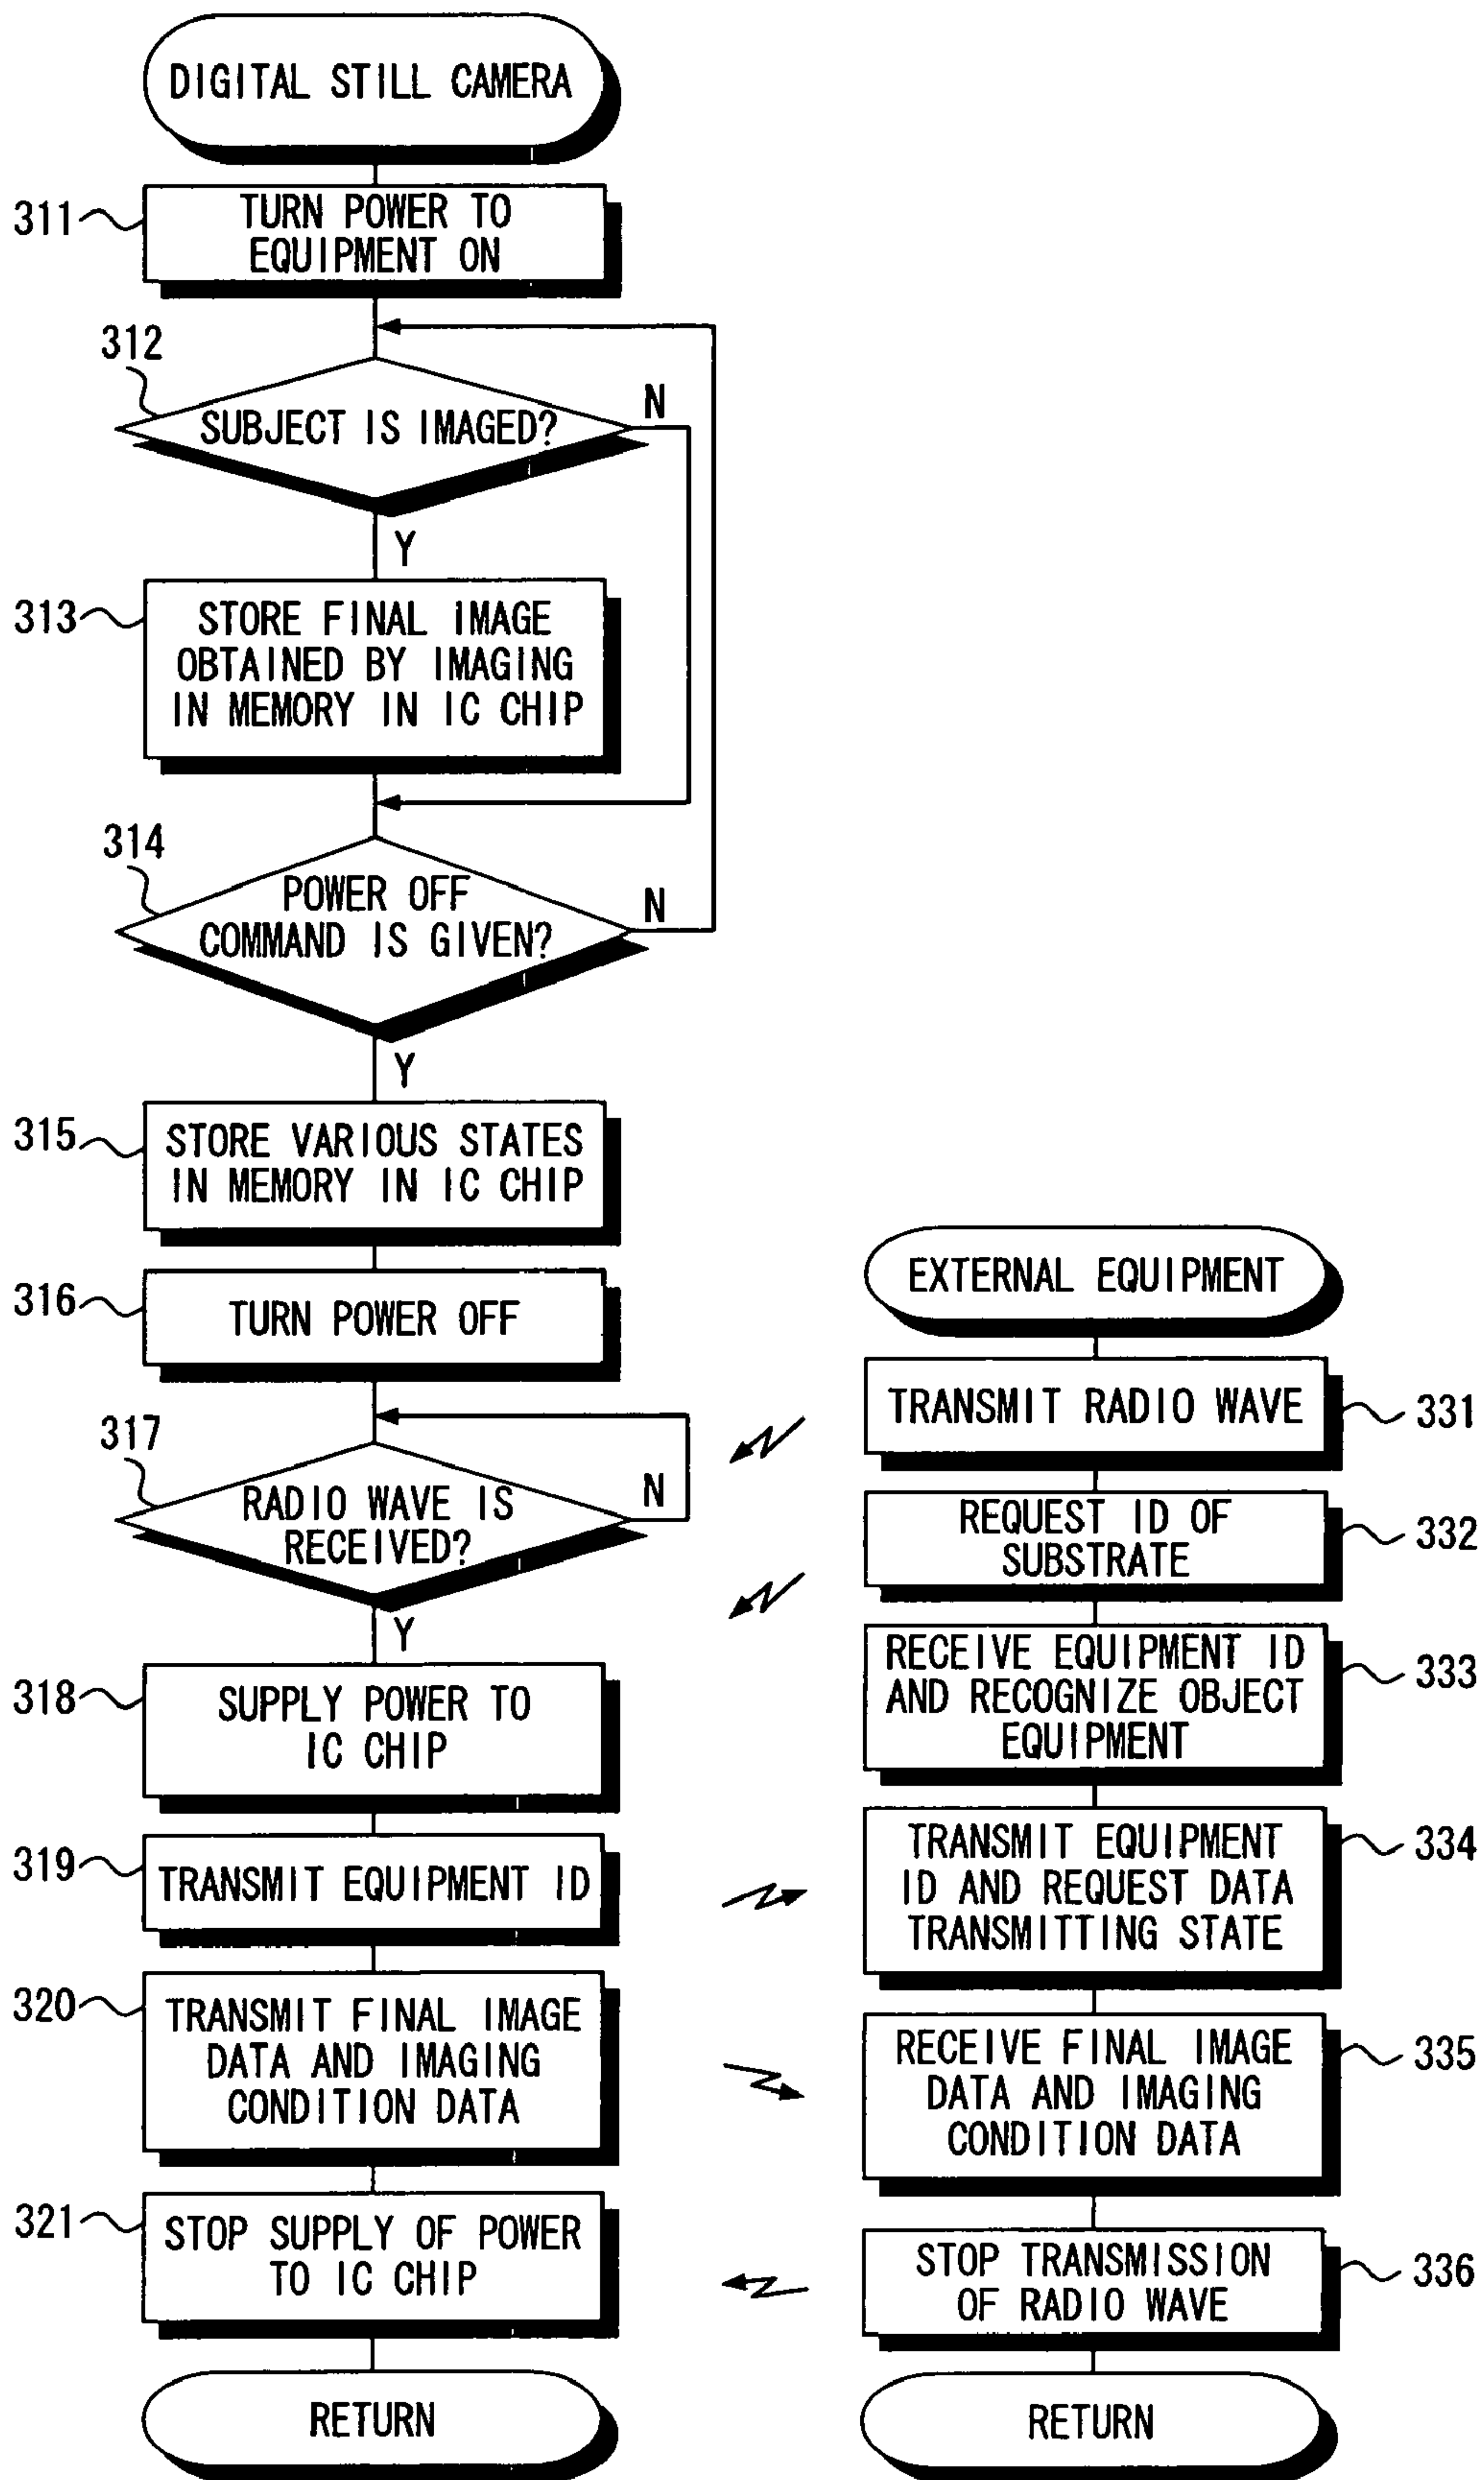 DIGITAL STILL CAMERA
311
TURN POWER TO
EQUIPMENT ON
312
SUBJECT IS IMAGED?
N
Y
313
STORE FINAL IMAGE
OBTAINED BY IMAGING
IN MEMORY IN IC CHIP
314
POWER OFF
COMMAND IS GIVEN?
N
Y
315
STORE VARIOUS STATES
IN MEMORY IN IC CHIP
316
TURN POWER OFF
317
RADIO WAVE IS
RECEIVED?
N
Y
318
SUPPLY POWER TO
IC CHIP
319
TRANSMIT EQUIPMENT ID
320
TRANSMIT FINAL IMAGE
DATA AND IMAGING
CONDITION DATA
321
STOP SUPPLY OF POWER
TO IC CHIP
RETURN
EXTERNAL EQUIPMENT
TRANSMIT RADIO WAVE
331
REQUEST ID OF
SUBSTRATE
332
RECEIVE EQUIPMENT ID
AND RECOGNIZE OBJECT
EQUIPMENT
333
TRANSMIT EQUIPMENT
ID AND REQUEST DATA
TRANSMITTING STATE
334
RECEIVE FINAL IMAGE
DATA AND IMAGING
CONDITION DATA
335
STOP TRANSMISSION
OF RADIO WAVE
336
RETURN